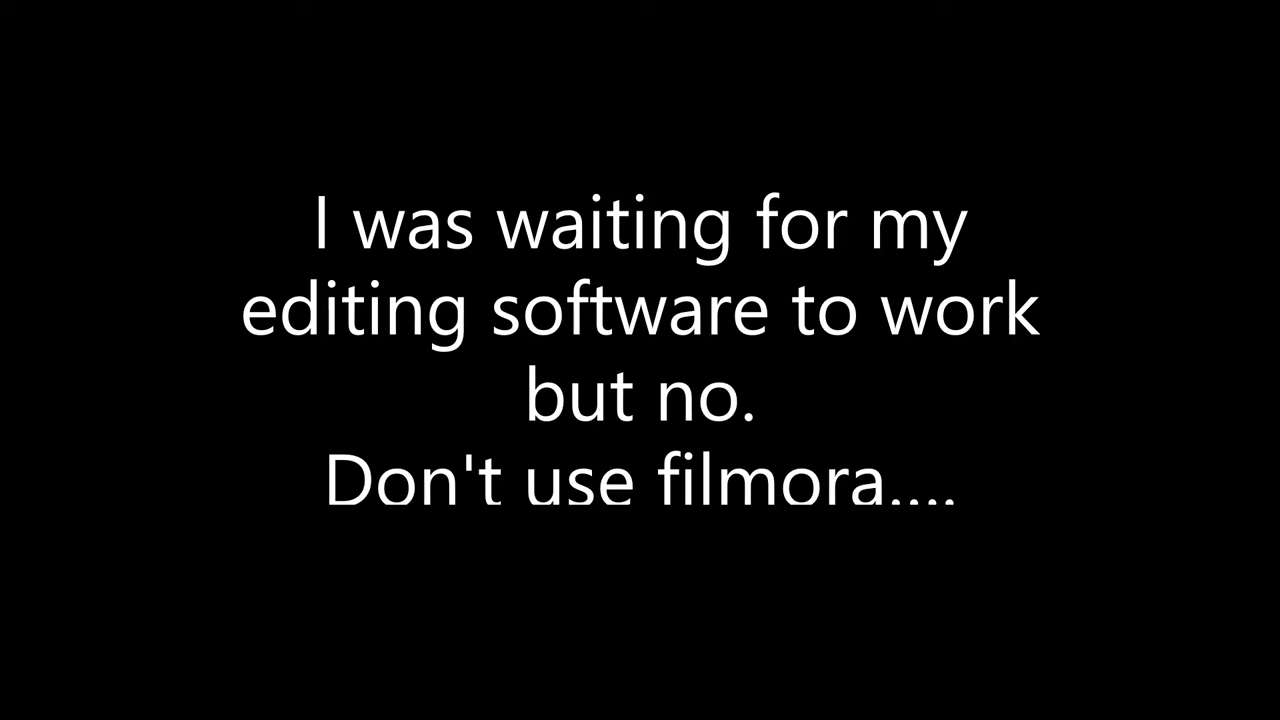 I was waiting for my
editing software to work
but no.
Don't use filmora....